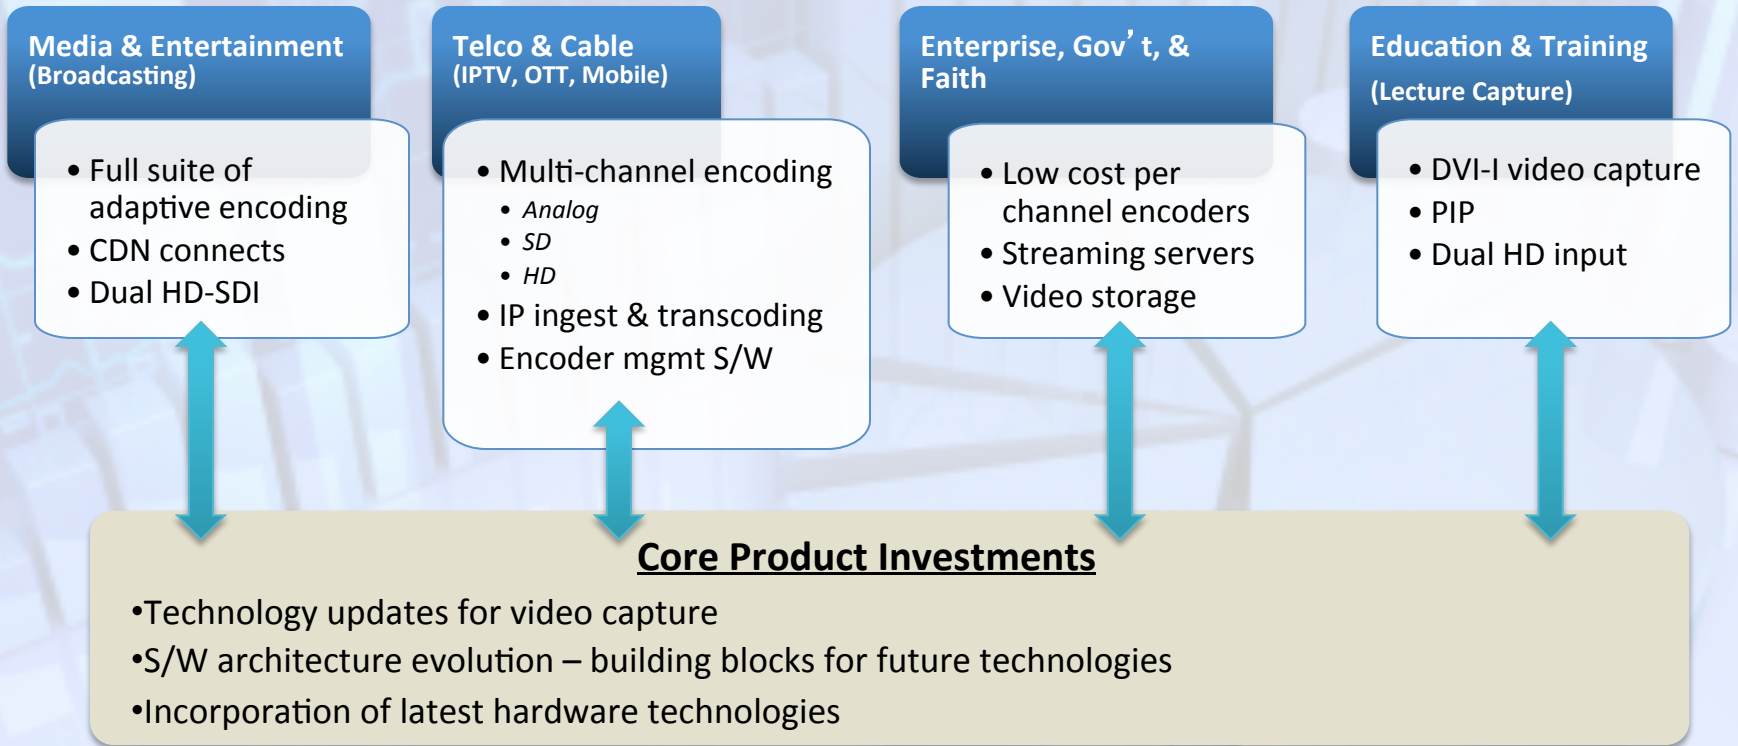 Media & Entertainment
(Broadcasting)
• Full suite of
adaptive encoding
• CDN connects
• Dual HD-SDI
Telco & Cable
(IPTV, OTT, Mobile)
• Multi-channel encoding
• Analog
• SD
• HD
• IP ingest & transcoding
• Encoder mgmt S/W
Enterprise, Gov’t, &
Faith
• Low cost per
channel encoders
• Streaming servers
• Video storage
Education & Training
(Lecture Capture)
• DVI-I video capture
• PIP
• Dual HD input
Core Product Investments
•Technology updates for video capture
•S/W architecture evolution – building blocks for future technologies
•Incorporation of latest hardware technologies